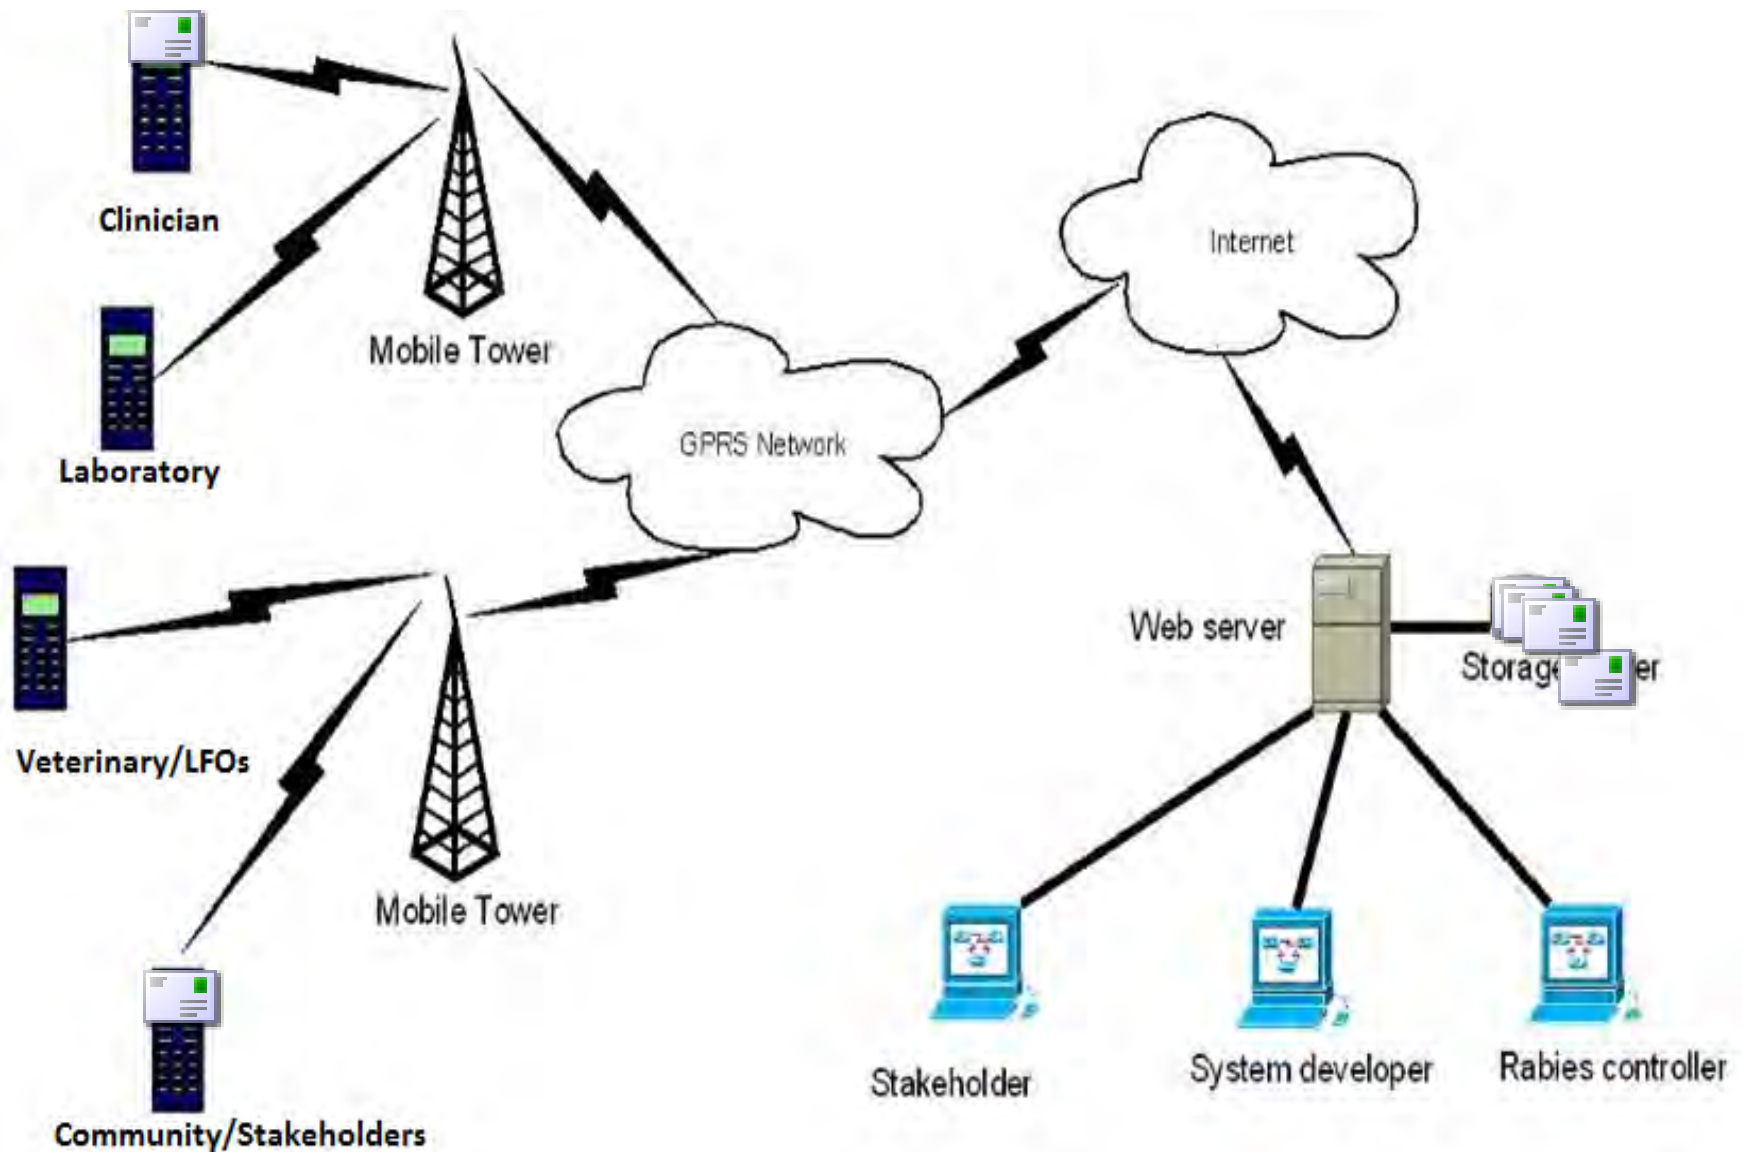 Clinician
Mobile Tower
Internet
Laboratory
GPRS Network
Veterinary/LFOs
Web server
Mobile Tower
Community/Stakeholders
Stakeholder
System developer
Rabies controller